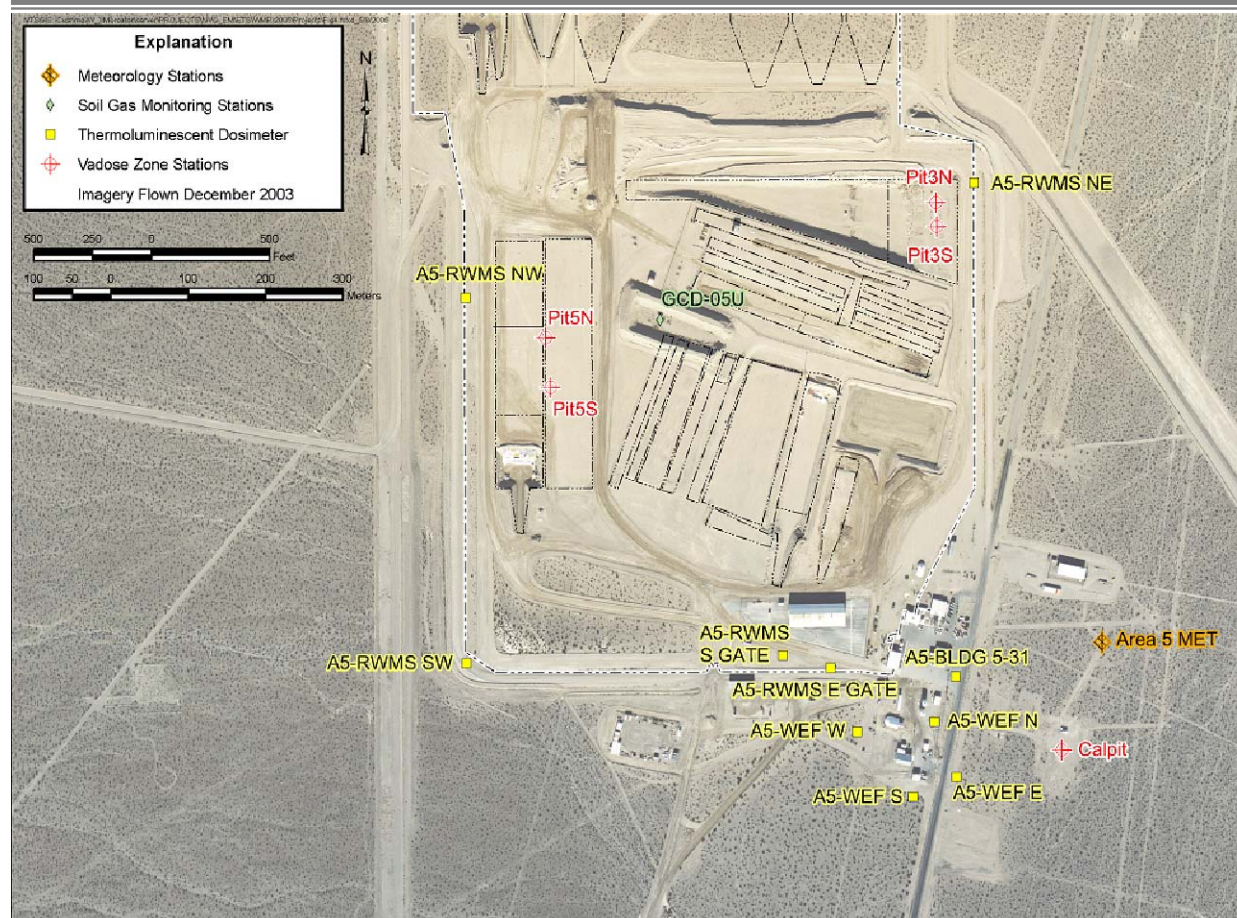 Explanation
Meteorology Stations
Soil Gas Monitoring Stations
Thermoluminescent Dosimeter
Vadose Zone Stations
Imagery Flown December 2003
N
500 250 0 500
Feet
100 50 0 100 200 300
Meters
A5-RWMS NE
Pit3N
Pit3S
A5-RWMS NW
GCD-05U
Pit5N
Pit5S
A5-RWMS
S GATE
A5-RWMS SW
A5-BLDG 5-31
Area 5 MET
A5-RWMS E GATE
A5-WEF W
A5-WEF N
Calpit
A5-WEF S
A5-WEF E